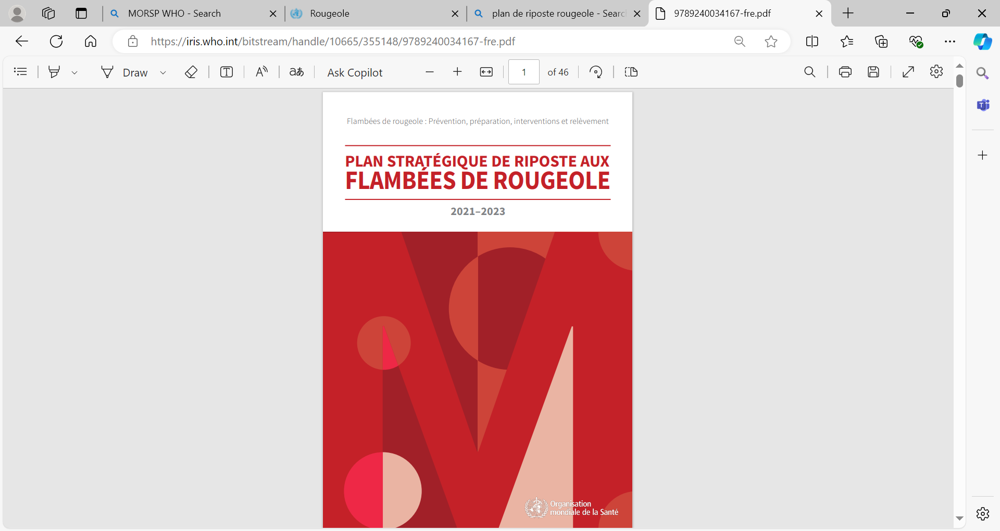 MORSP WHO - Search
Rougeole
plan de riposte rougeole - Searc
9789240034167-fre.pdf
https://iris.who.int/bitstream/handle/10665/355148/9789240034167-fre.pdf
Draw
T
A
aあ
Ask Copilot
1
of 46
T
Flambées de rougeole : Prévention, préparation, interventions et relèvement
PLAN STRATÉGIQUE DE RIPOSTE AUX
FLAMBÉES DE ROUGEOLE
2021–2023
Organisation
mondiale de la Santé